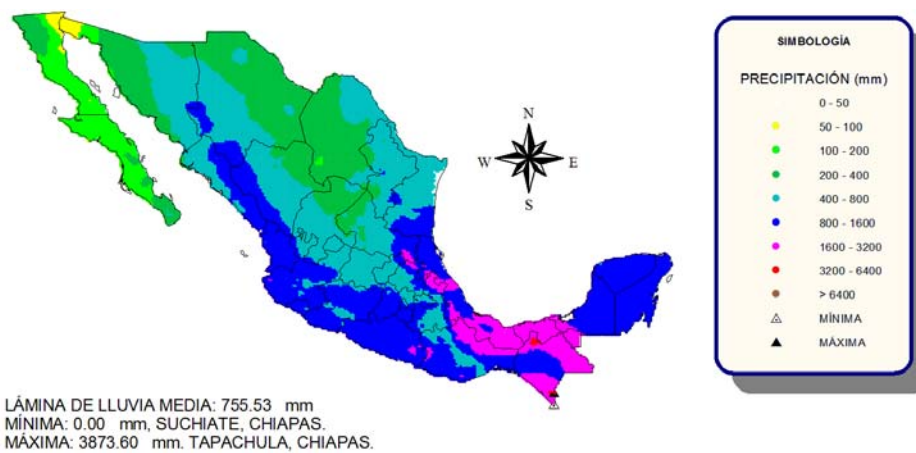 N
W
E
S
SIMBOLOGÍA
PRECIPITACIÓN (mm)
0 - 50
50 - 100
100 - 200
200 - 400
400 - 800
800 - 1600
1600 - 3200
3200 - 6400
> 6400
MÍNIMA
MÁXIMA
LÁMINA DE LLUVIA MEDIA: 755.53 mm
MÍNIMA: 0.00 mm, SUCHIATE, CHIAPAS.
MÁXIMA: 3873.60 mm. TAPACHULA, CHIAPAS.